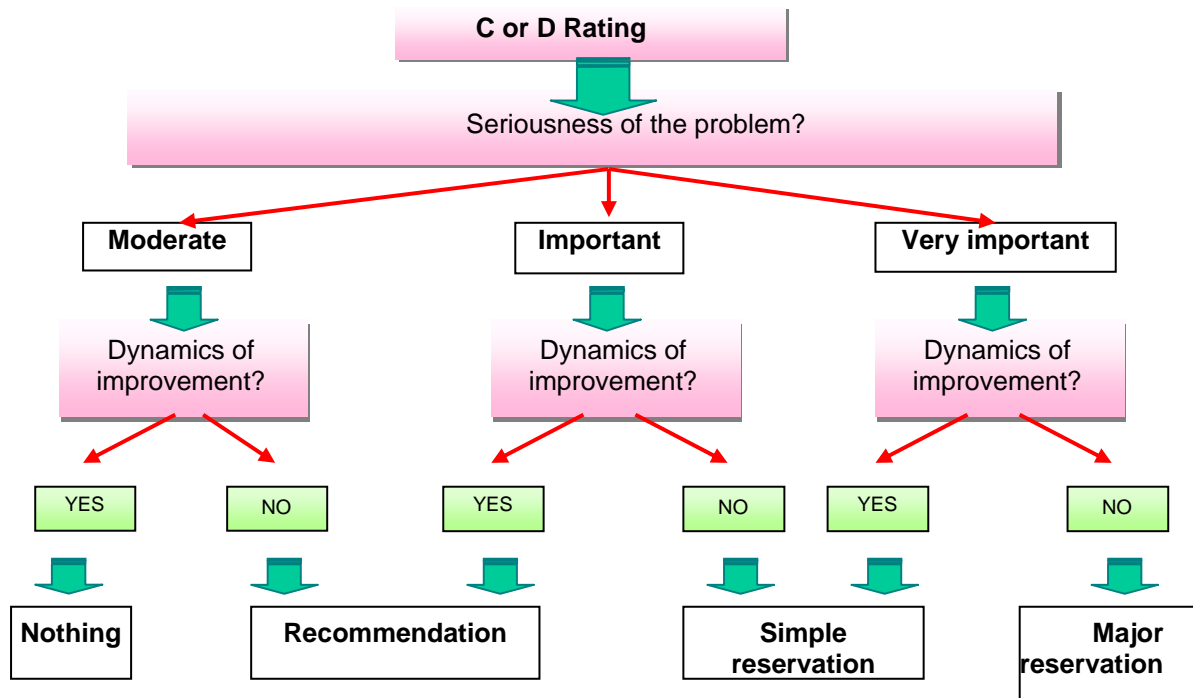 C or D Rating
Seriousness of the problem?
Moderate
Important
Very important
Dynamics of
improvement?
Dynamics of
improvement?
Dynamics of
improvement?
YES
NO
YES
NO
YES
NO
Nothing
Recommendation
Simple
reservation
Major
reservation